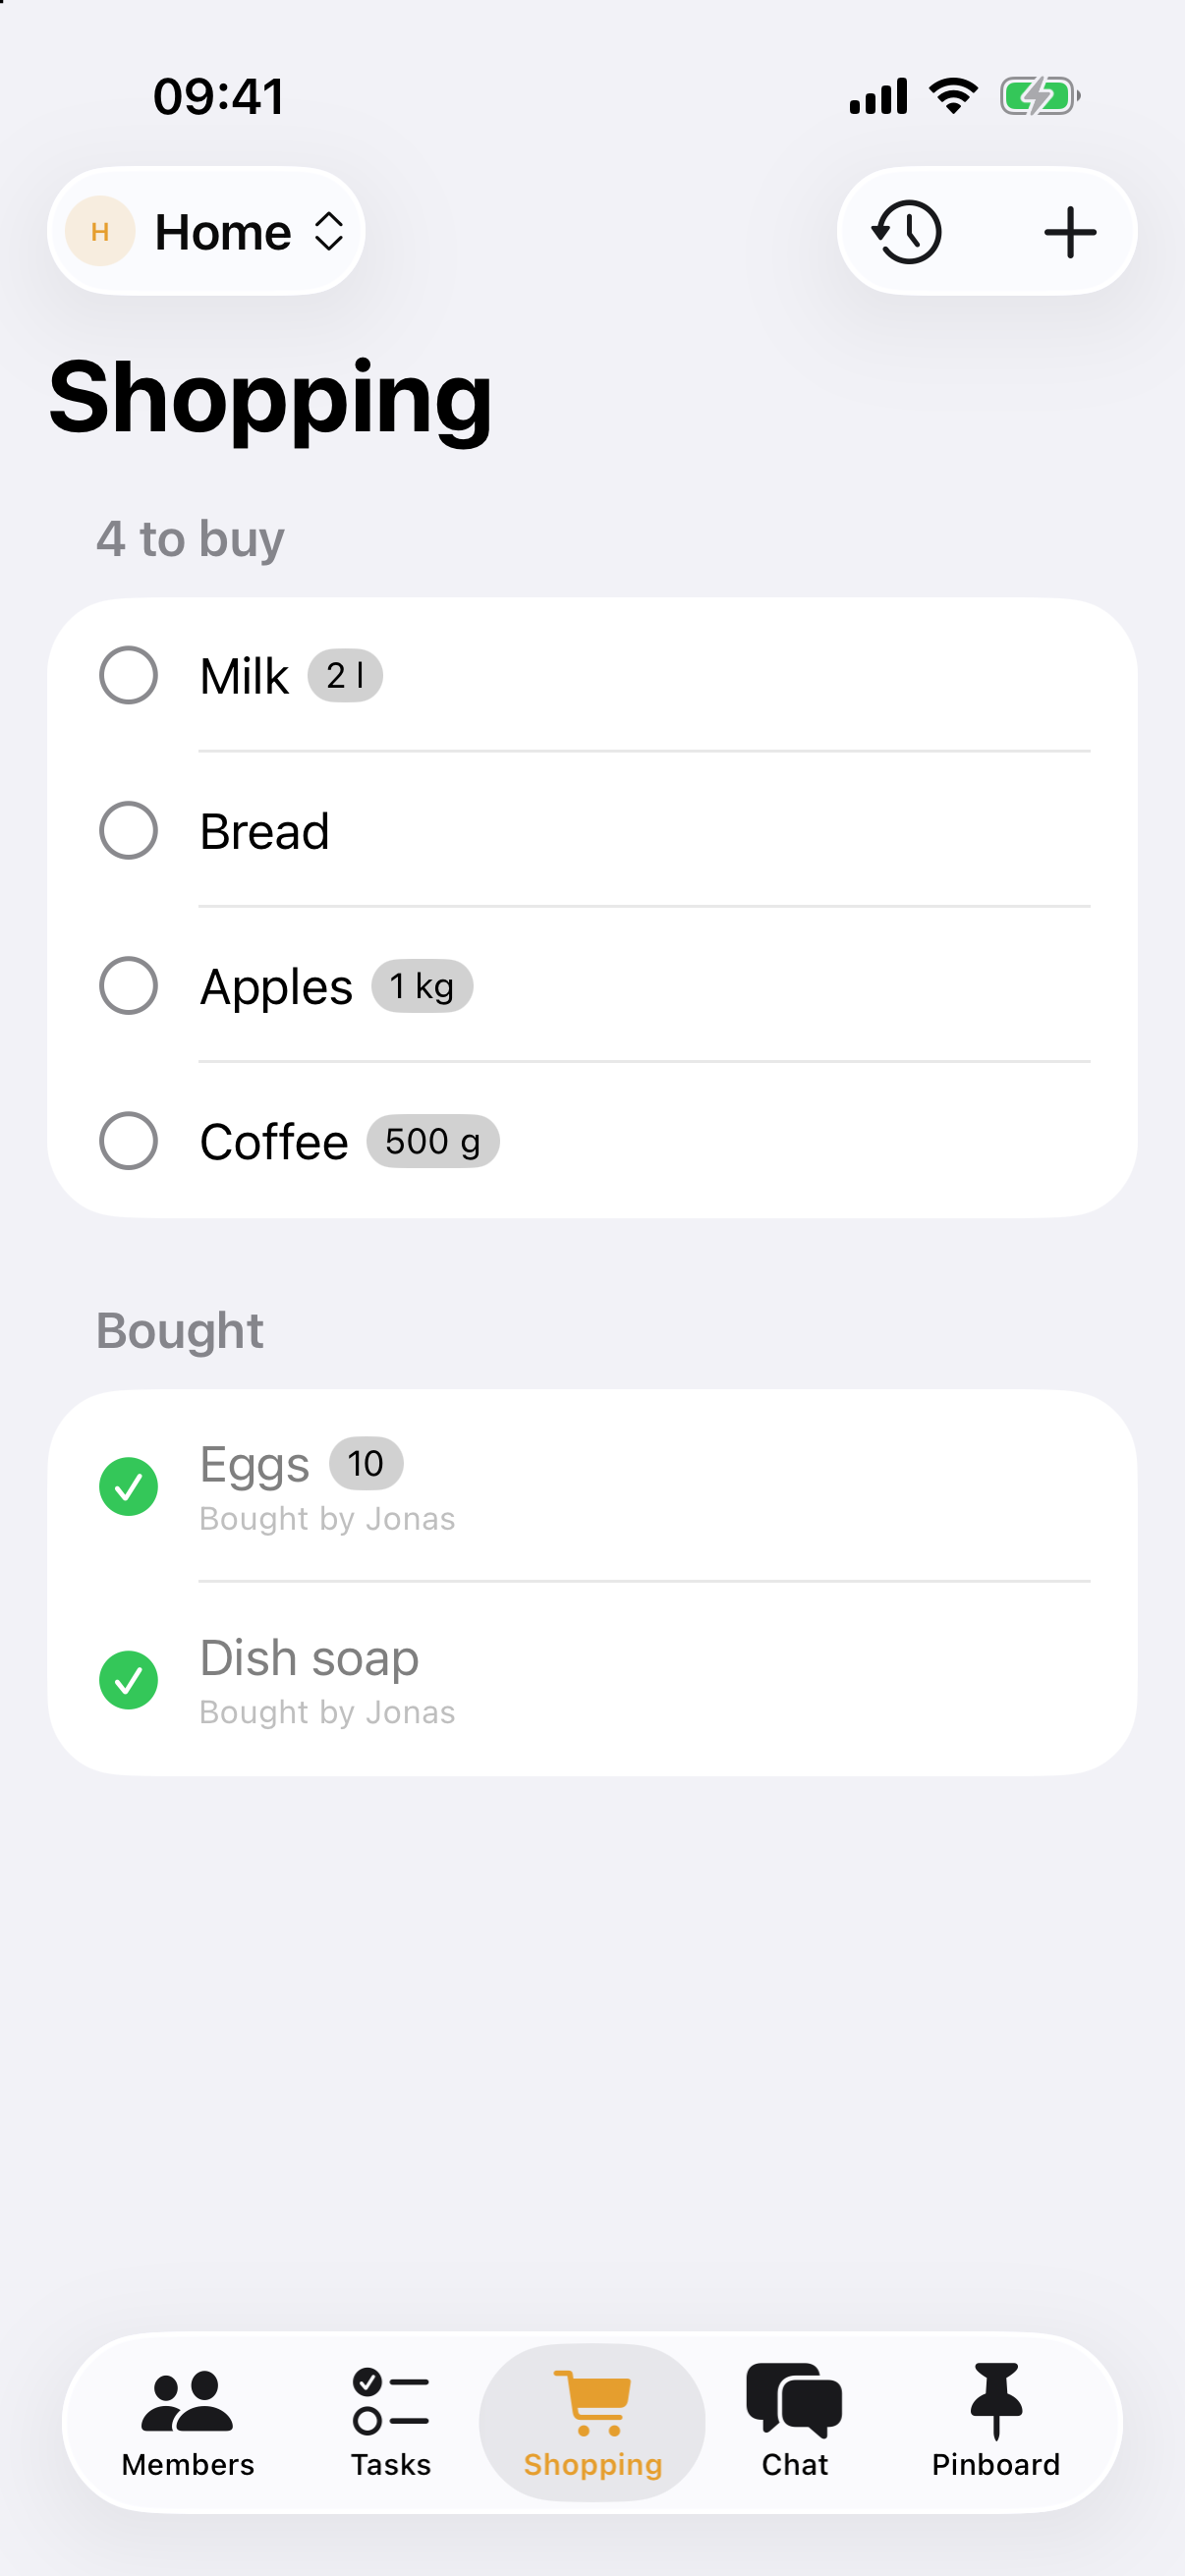 09:41
H Home
Shopping
4 to buy
Milk 2 l
Bread
Apples 1 kg
Coffee 500 g
Bought
Eggs 10
Bought by Jonas
Dish soap
Bought by Jonas
Members Tasks Shopping Chat Pinboard